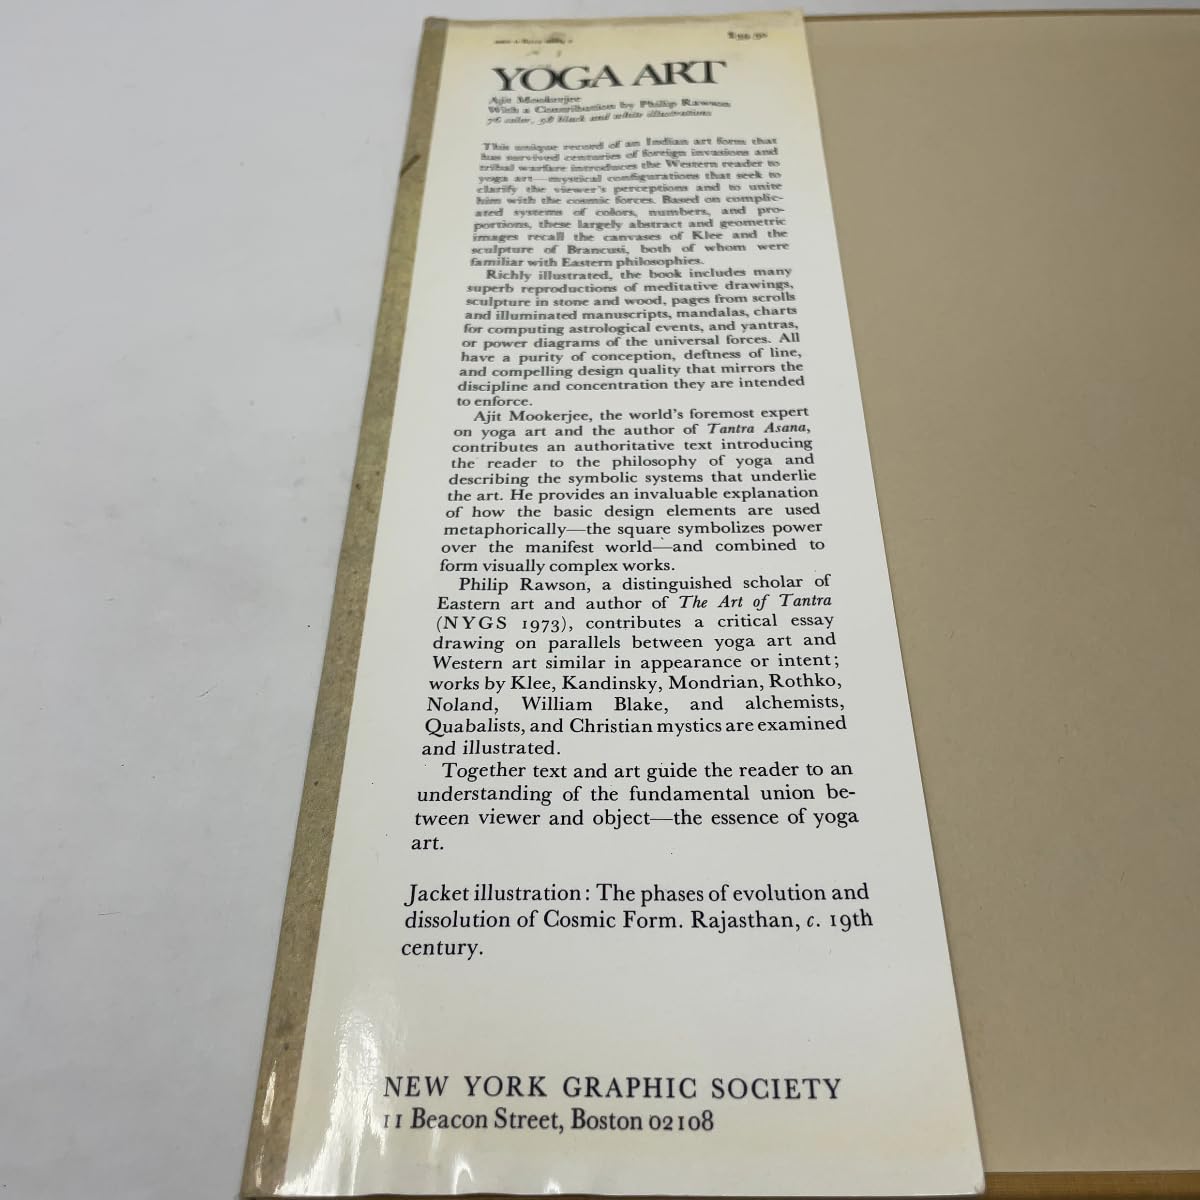 YOGA ART
Ajit Mookerjee
With a Contribution by Philip Rawson
76 color, 58 black and white illustrations
This unique record of an Indian art form that
has survived centuries of foreign invasions and
tribal warfare introduces the Western reader to
yoga art—mystical configurations that seek to
clarify the viewer's perceptions and to unite
him with the cosmic forces. Based on complic-
ated systems of colors, numbers, and pro-
portions, these largely abstract and geometric
images recall the canvases of Klee and the
sculpture of Brancusi, both of whom were
familiar with Eastern philosophies.
Richly illustrated, the book includes many
superb reproductions of meditative drawings,
sculpture in stone and wood, pages from scrolls
and illuminated manuscripts, mandalas, charts
for computing astrological events, and yantras,
or power diagrams of the universal forces. All
have a purity of conception, deftness of line,
and compelling design quality that mirrors the
discipline and concentration they are intended
to enforce.
Ajit Mookerjee, the world's foremost expert
on yoga art and the author of Tantra Asana,
contributes an authoritative text introducing
the reader to the philosophy of yoga and
describing the symbolic systems that underlie
the art. He provides an invaluable explanation
of how the basic design elements are used
metaphorically—the square symbolizes power
over the manifest world—and combined to
form visually complex works.
Philip Rawson, a distinguished scholar of
Eastern art and author of The Art of Tantra
(NYGS 1973), contributes a critical essay
drawing on parallels between yoga art and
Western art similar in appearance or intent;
works by Klee, Kandinsky, Mondrian, Rothko,
Noland, William Blake, and alchemists,
Quabalists, and Christian mystics are examined
and illustrated.
Together text and art guide the reader to an
understanding of the fundamental union be-
tween viewer and object—the essence of yoga
art.
Jacket illustration: The phases of evolution and
dissolution of Cosmic Form. Rajasthan, c. 19th
century.
NEW YORK GRAPHIC SOCIETY
11 Beacon Street, Boston 02108